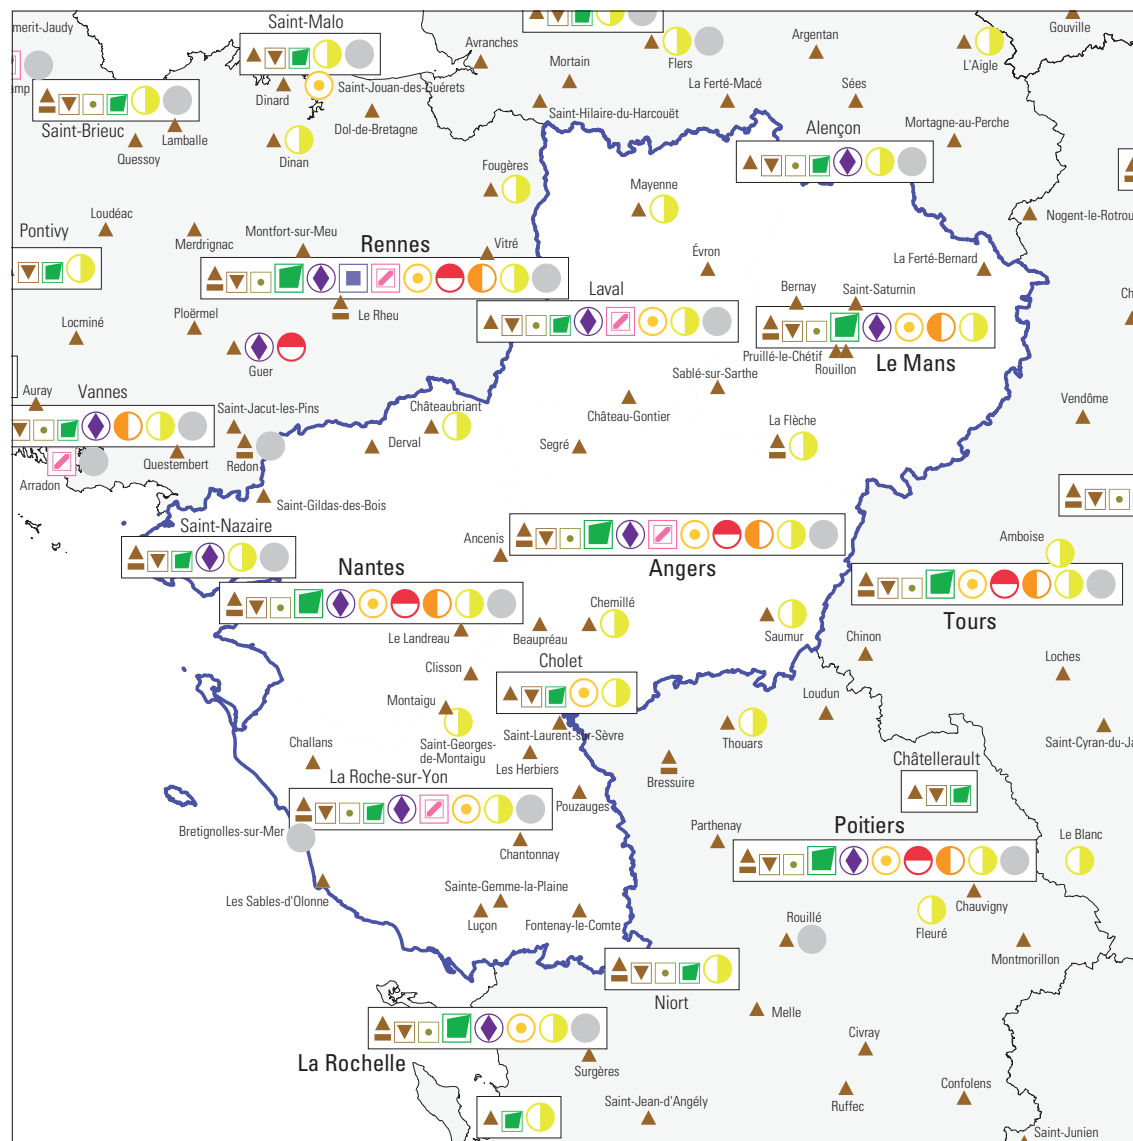 Saint-Malo
merit-Jaudy
Avranches
Argentan
Gouville
Mortain
Flers
L'Aigle
emp
Dinard
Saint-Jouan-des-Guérets
La Ferté-Macé
Sées
Saint-Hilaire-du-Harcouët
Dol-de-Bretagne
Saint-Brieuc
Lamballe
Quessoy
Dinan
Alençon
Mortagne-au-Perche
Fougères
Mayenne
Loudéac
Nogent-le-Rotrou
Pontivy
Merdrignac
Montfort-sur-Meu
Rennes
Vitré
Évron
La Ferté-Bernard
Laval
Bernay
Saint-Saturnin
Ploërmel
Le Rheu
Locminé
Guer
Pruillé-le-Chétif
Rouillon
Le Mans
Ch
Sablé-sur-Sarthe
Auray
Vannes
Saint-Jacut-les-Pins
Châteaubriant
Château-Gontier
La Flèche
Vendôme
Derval
Segré
Arradon
Questembert
Redon
Saint-Gildas-des-Bois
Saint-Nazaire
Ancenis
Amboise
Nantes
Angers
Chemillé
Tours
Le Landreau
Beaupréau
Saumur
Chinon
Clisson
Cholet
Loches
Montaigu
Loudun
Saint-Georges-
de-Montaigu
Saint-Laurent-sur-Sèvre
Thouars
Saint-Cyran-du-Ja
Challans
Les Herbiers
Châtellerault
La Roche-sur-Yon
Bressuire
Pouzauges
Bretignolles-sur-Mer
Parthenay
Poitiers
Le Blanc
Chantonnay
Les Sables-d'Olonne
Sainte-Gemme-la-Plaine
Chauvigny
Luçon
Fontenay-le-Comte
Rouillé
Fleuré
Montmorillon
Niort
Melle
La Rochelle
Civray
Surgères
Saint-Jean-d'Angély
Ruffec
Confolens
Saint-Junien